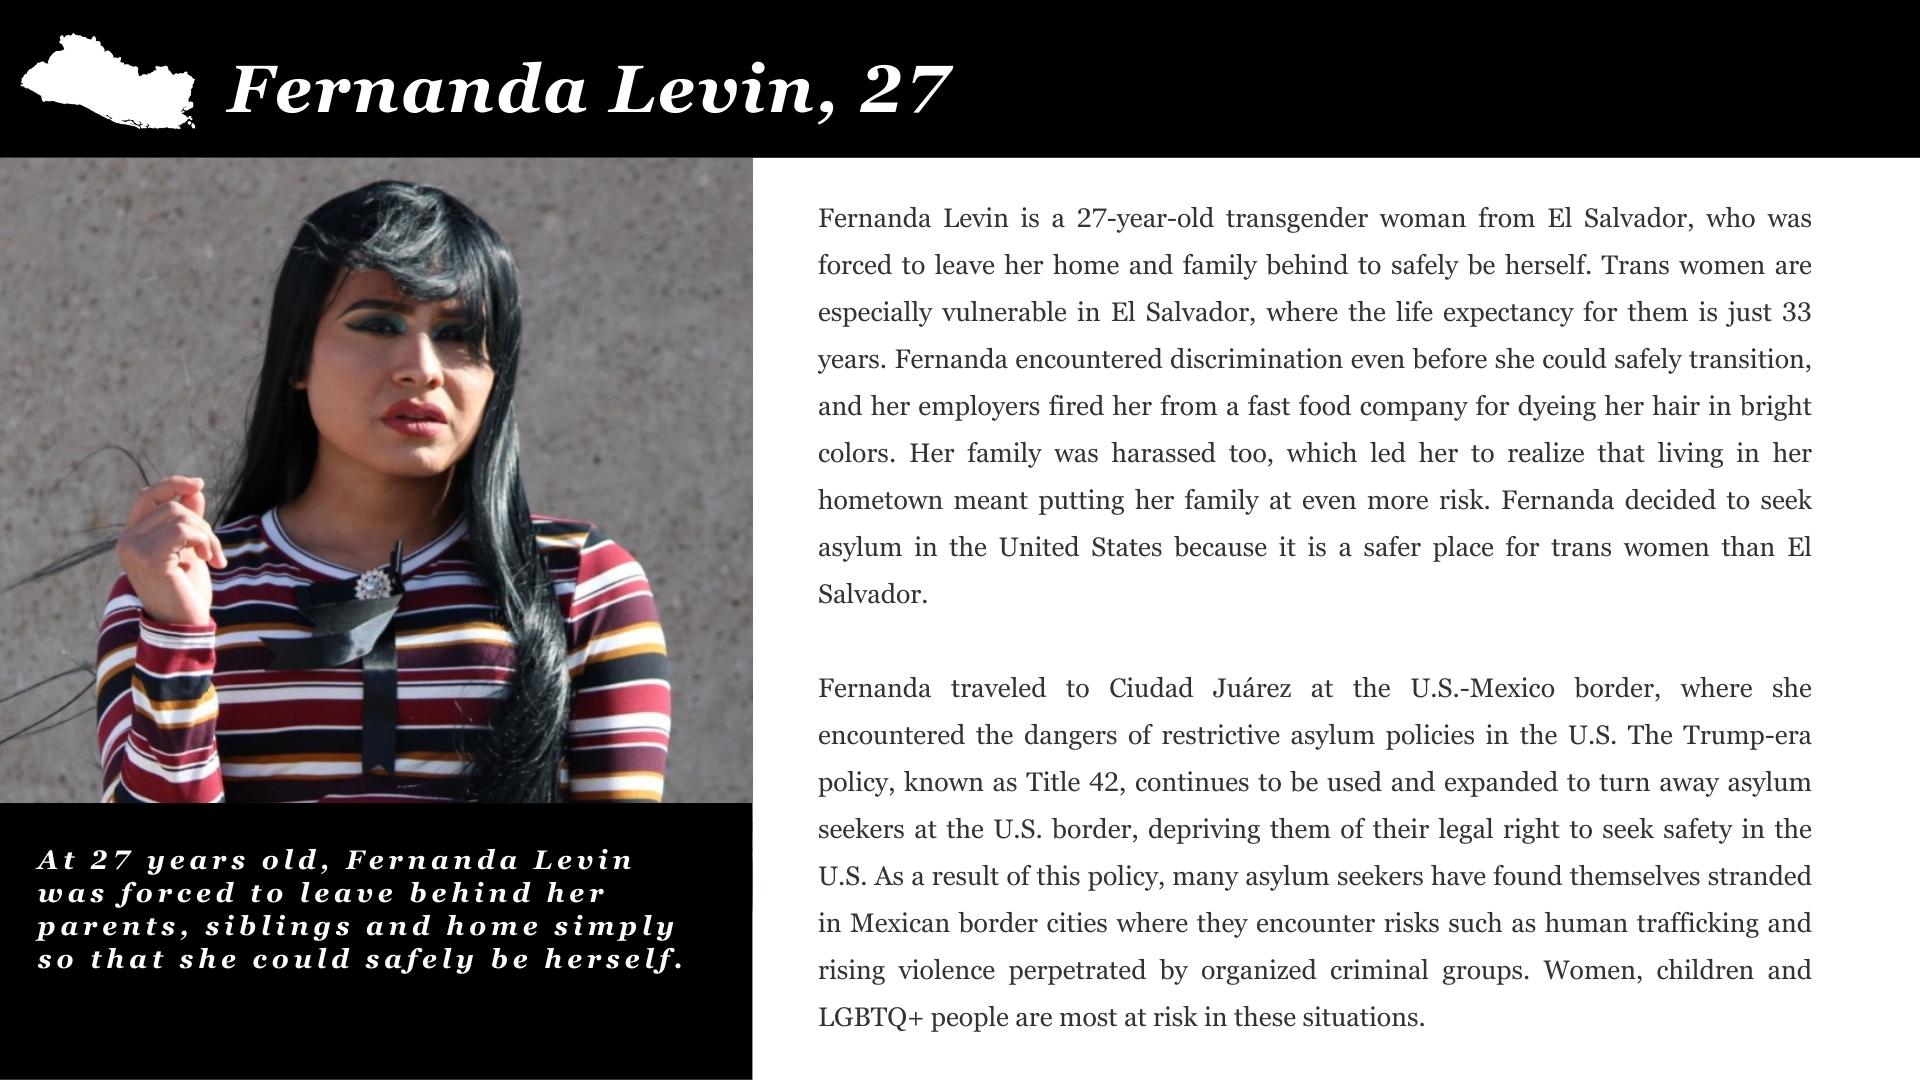 Fernanda Levin, 27
Fernanda Levin is a 27-year-old transgender woman from El Salvador, who was
forced to leave her home and family behind to safely be herself. Trans women are
especially vulnerable in El Salvador, where the life expectancy for them is just 33
years. Fernanda encountered discrimination even before she could safely transition,
and her employers fired her from a fast food company for dyeing her hair in bright
colors. Her family was harassed too, which led her to realize that living in her
hometown meant putting her family at even more risk. Fernanda decided to seek
asylum in the United States because it is a safer place for trans women than El
Salvador.
Fernanda traveled to Ciudad Juárez at the U.S.-Mexico border, where she
encountered the dangers of restrictive asylum policies in the U.S. The Trump-era
policy, known as Title 42, continues to be used and expanded to turn away asylum
seekers at the U.S. border, depriving them of their legal right to seek safety in the
U.S. As a result of this policy, many asylum seekers have found themselves stranded
in Mexican border cities where they encounter risks such as human trafficking and
rising violence perpetrated by organized criminal groups. Women, children and
LGBTQ+ people are most at risk in these situations.
At 27 years old, Fernanda Levin
was forced to leave behind her
parents, siblings and home simply
so that she could safely be herself.